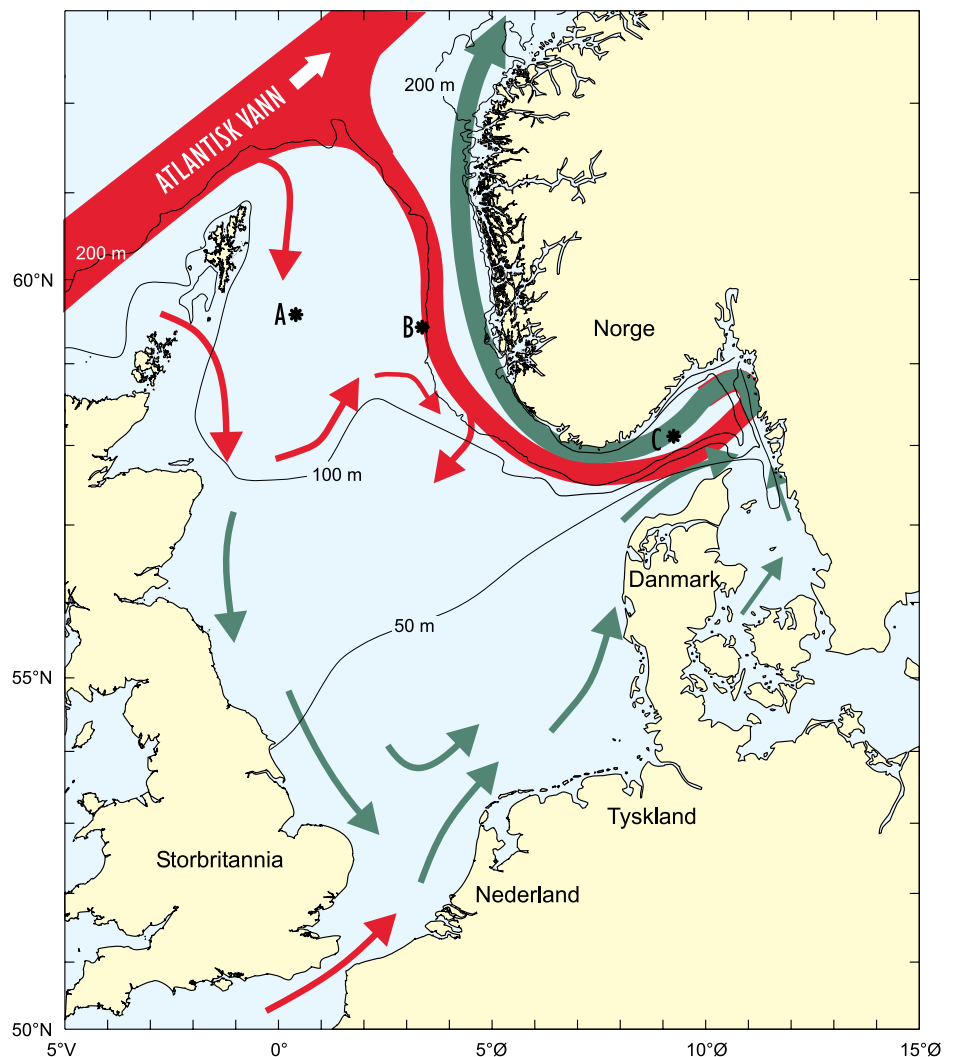 200 m
ATLANTISK VANN
200 m
60°N
A
B
Norge
C
100 m
Danmark
50 m
55°N
Tyskland
Storbritannia
Nederland
50°N
5°V
0°
5°Ø
10°Ø
15°Ø